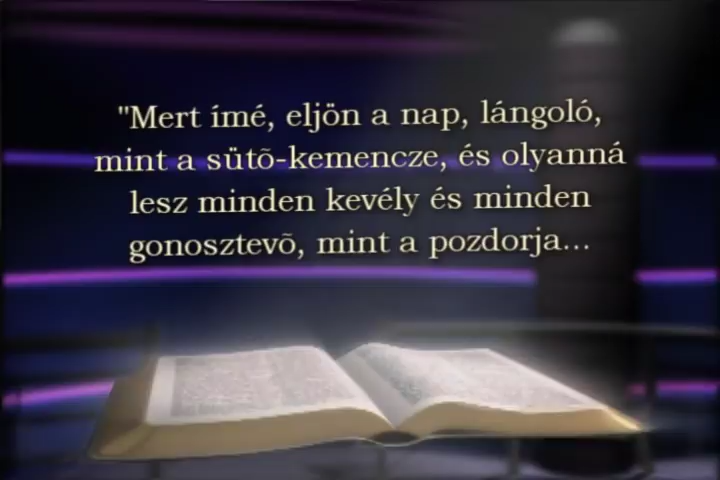 "Mert ímé, eljön a nap, lángoló,
mint a sütõ-kemencze, és olyanná
lesz minden kevély és minden
gonosztevõ, mint a pozdorja...